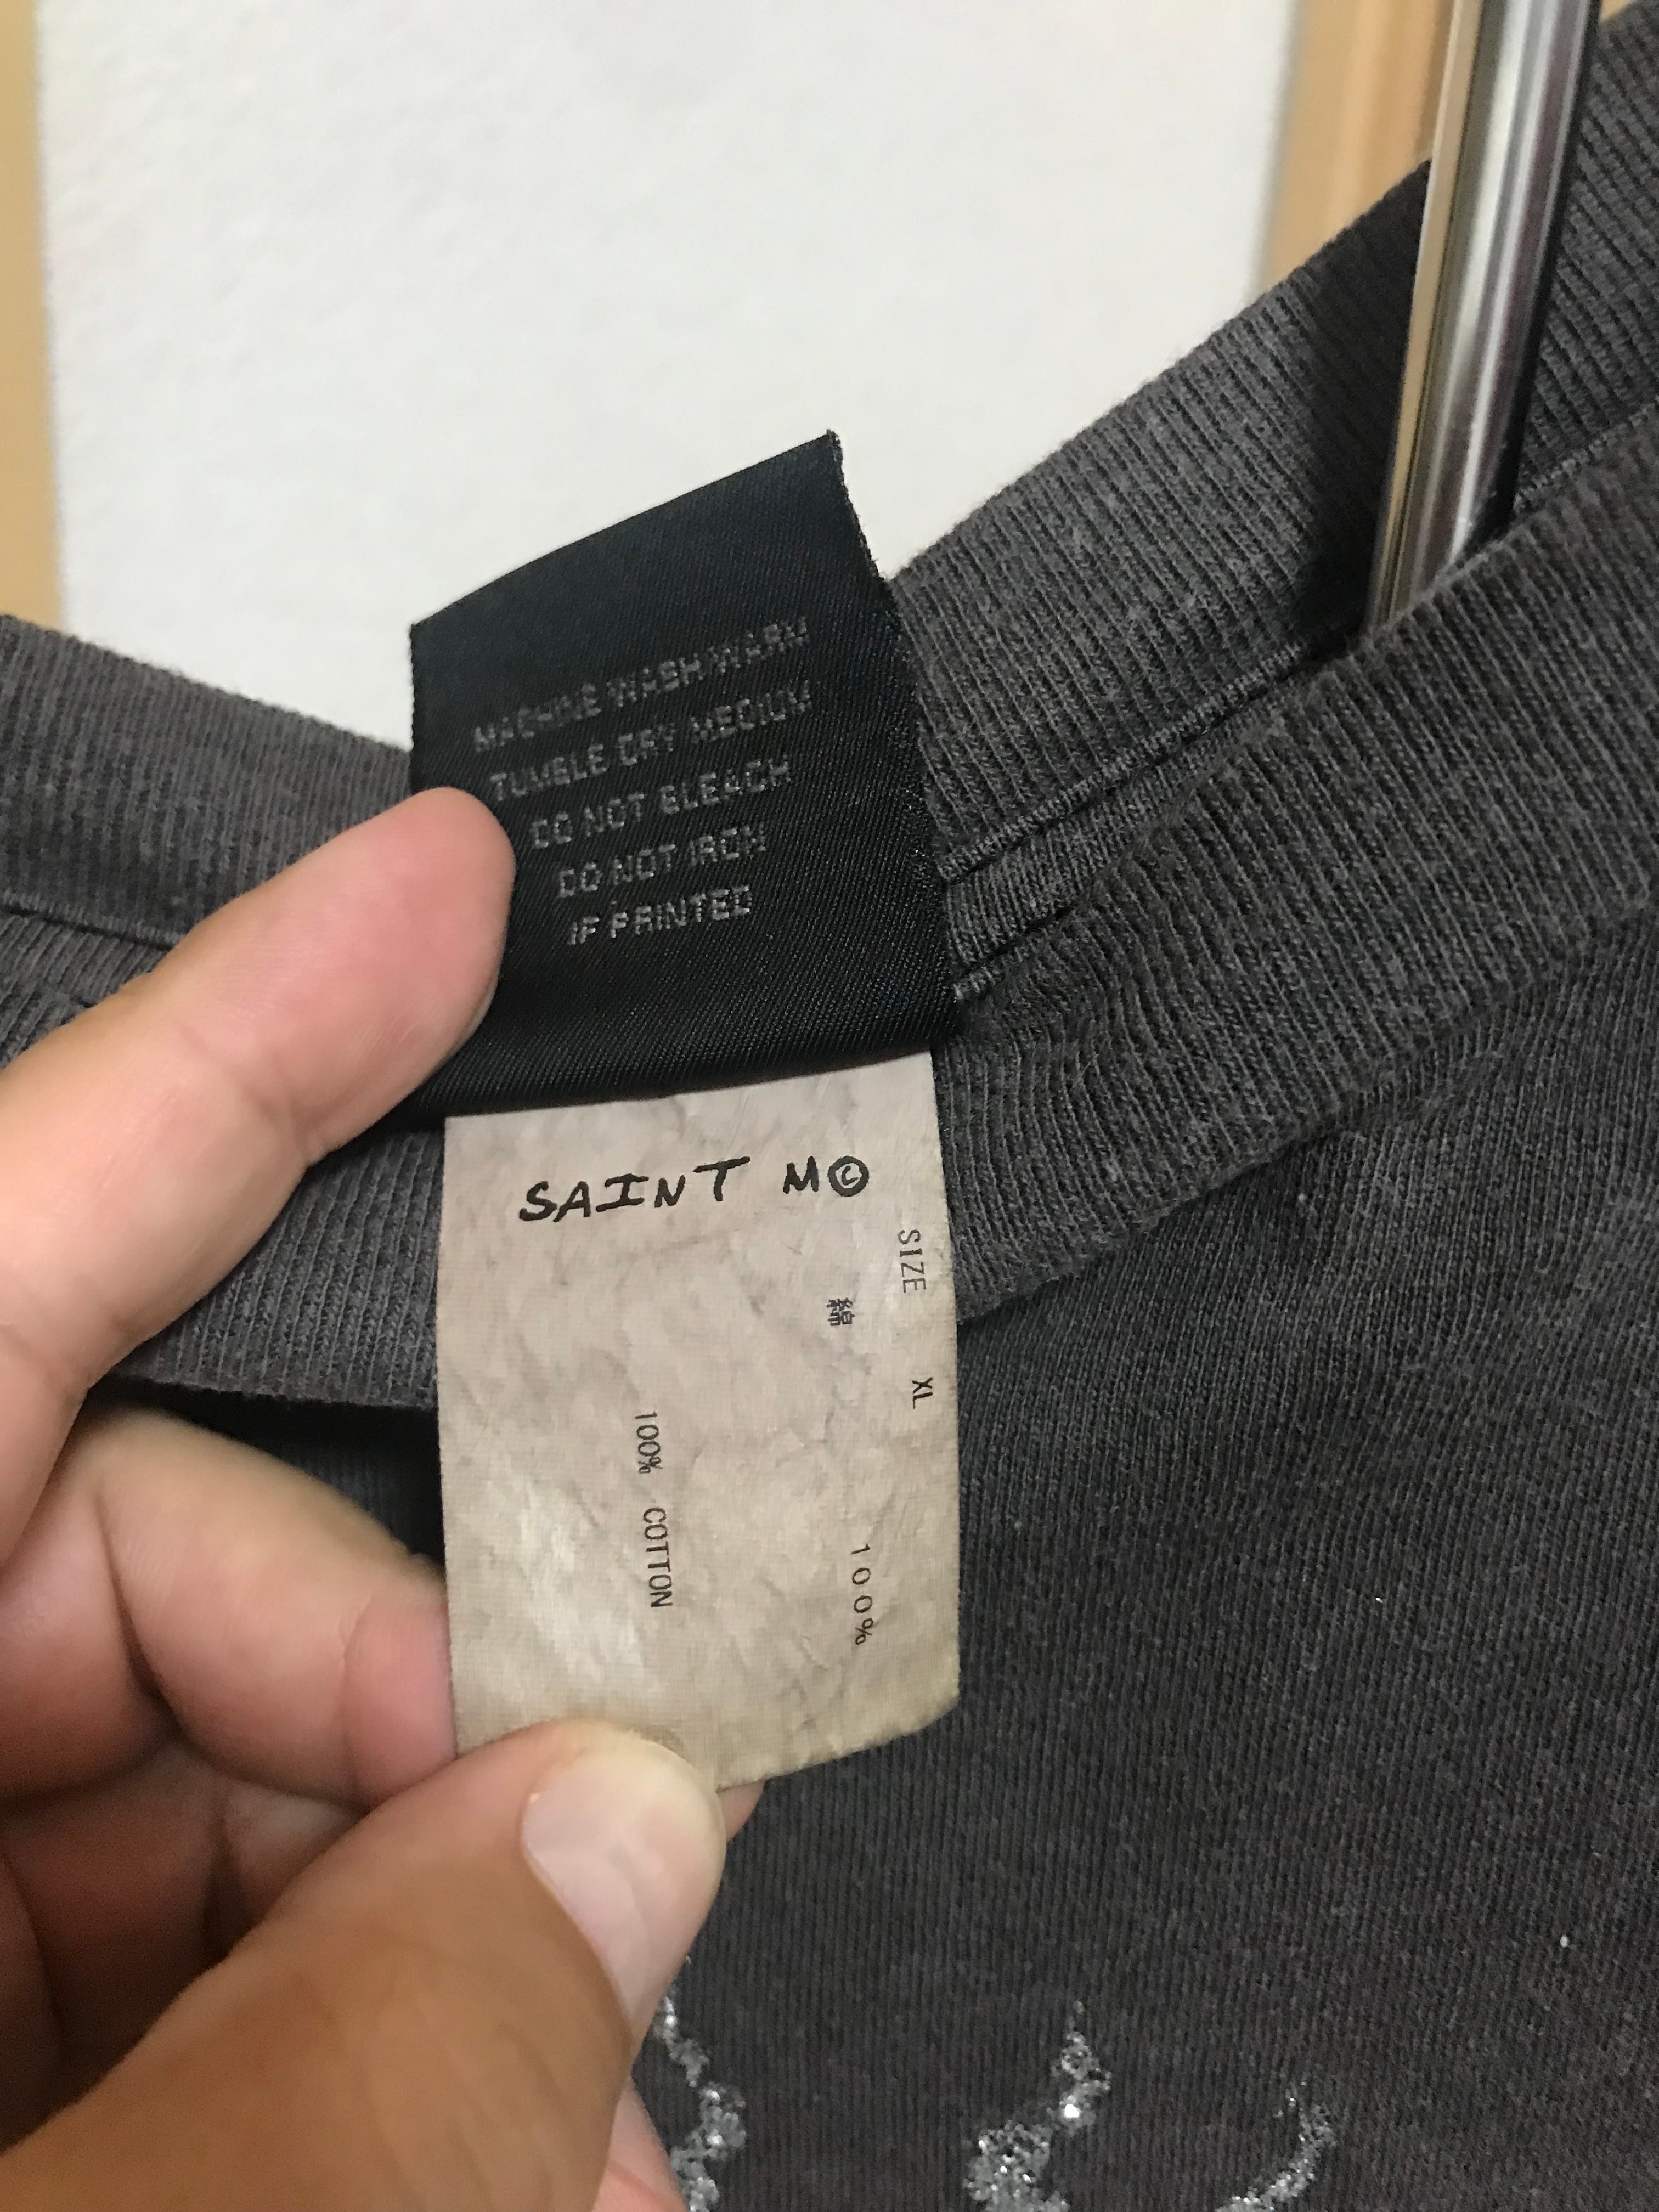 MACHINE WASH WARM
TUMBLE DRY MEDIUM
DO NOT BLEACH
DO NOT IRON
IF PRINTED
SAINT M©
SIZE XL
綿 100%
100% COTTON